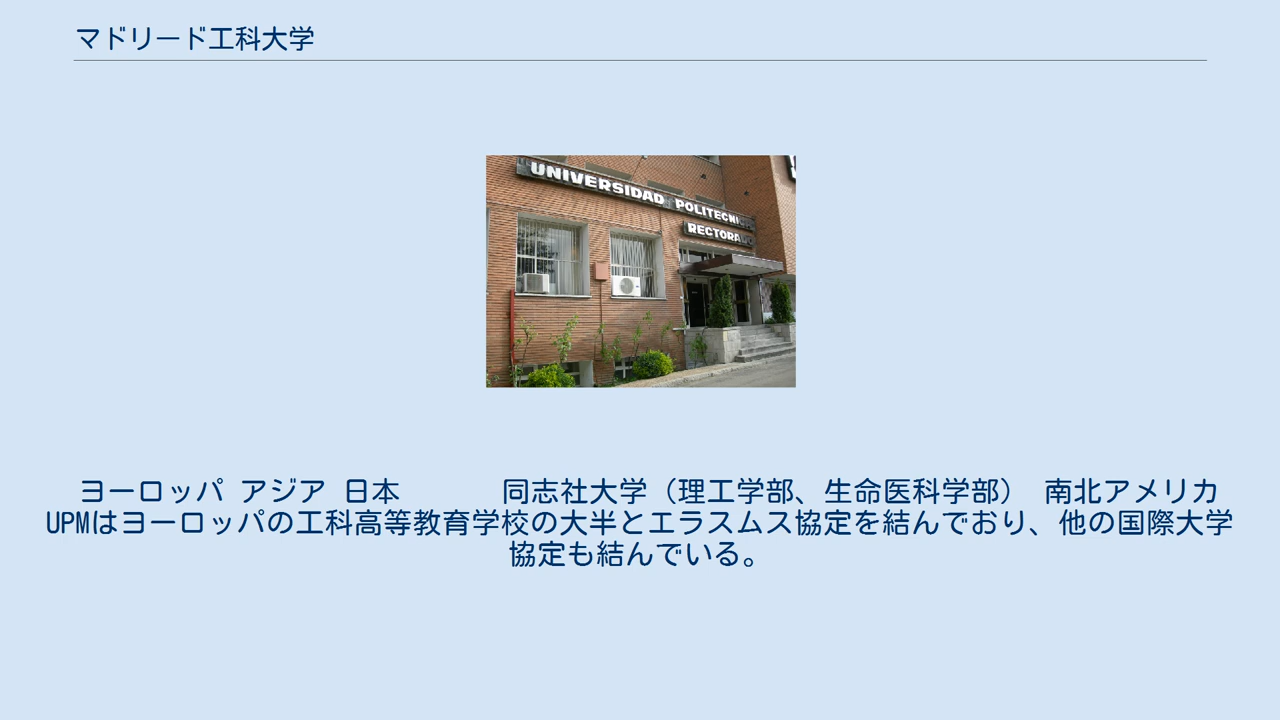 マドリード工科大学
UNIVERSIDAD POLITECNICA
RECTORADO
ヨーロッパ アジア 日本 同志社大学（理工学部、生命医科学部） 南北アメリカ
UPMはヨーロッパの工科高等教育学校の大半とエラスムス協定を結んでおり、他の国際大学
協定も結んでいる。